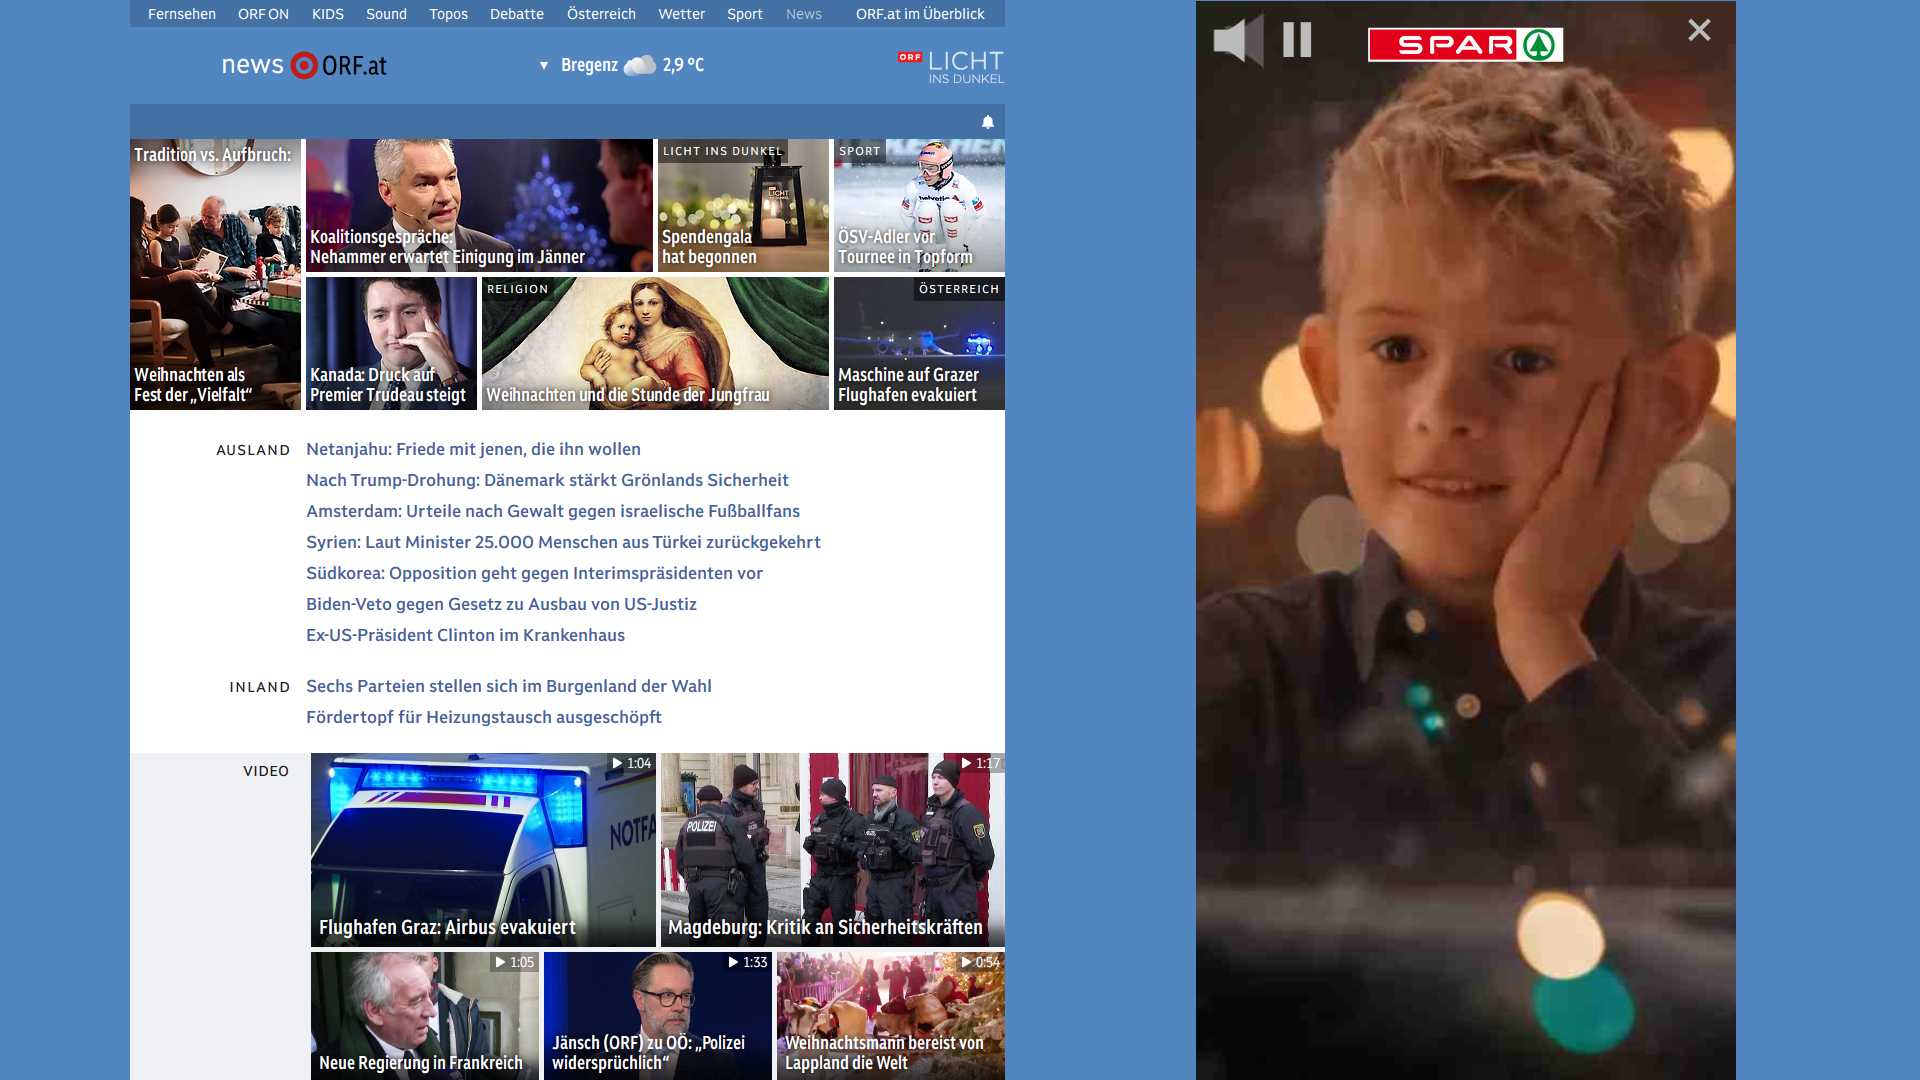 Fernsehen ORF ON KIDS Sound Topos Debatte Österreich Wetter Sport News ORF.at im Überblick
news ORF.at
▼ Bregenz 2,9 °C
ORF LICHT
INS DUNKEL
Tradition vs. Aufbruch:
Weihnachten als
Fest der „Vielfalt“
Koalitionsgespräche:
Nehammer erwartet Einigung im Jänner
LICHT INS DUNKEL
LICHT
INS DUNKEL
Spendengala
hat begonnen
SPORT
helvetia
ÖSV-Adler vor
Tournee in Topform
Kanada: Druck auf
Premier Trudeau steigt
RELIGION
Weihnachten und die Stunde der Jungfrau
ÖSTERREICH
Maschine auf Grazer
Flughafen evakuiert
AUSLAND
Netanjahu: Friede mit jenen, die ihn wollen
Nach Trump-Drohung: Dänemark stärkt Grönlands Sicherheit
Amsterdam: Urteile nach Gewalt gegen israelische Fußballfans
Syrien: Laut Minister 25.000 Menschen aus Türkei zurückgekehrt
Südkorea: Opposition geht gegen Interimspräsidenten vor
Biden-Veto gegen Gesetz zu Ausbau von US-Justiz
Ex-US-Präsident Clinton im Krankenhaus
INLAND
Sechs Parteien stellen sich im Burgenland der Wahl
Fördertopf für Heizungstausch ausgeschöpft
VIDEO
1:04
NOTFA
Flughafen Graz: Airbus evakuiert
1:17
POLIZEI
Magdeburg: Kritik an Sicherheitskräften
1:05
Neue Regierung in Frankreich
1:33
Jänsch (ORF) zu OÖ: „Polizei
widersprüchlich“
0:54
Weihnachtsmann bereist von
Lappland die Welt
SPAR